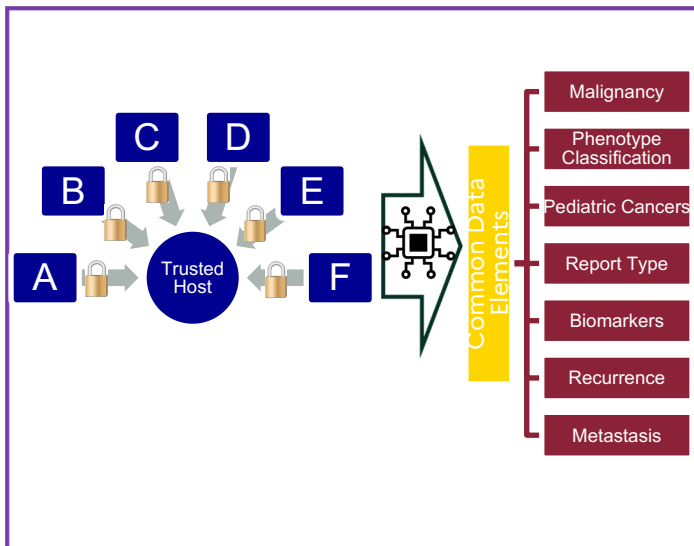 C
D
B
E
A
Trusted
Host
F
Common Data
Elements
Malignancy
Phenotype
Classification
Pediatric Cancers
Report Type
Biomarkers
Recurrence
Metastasis